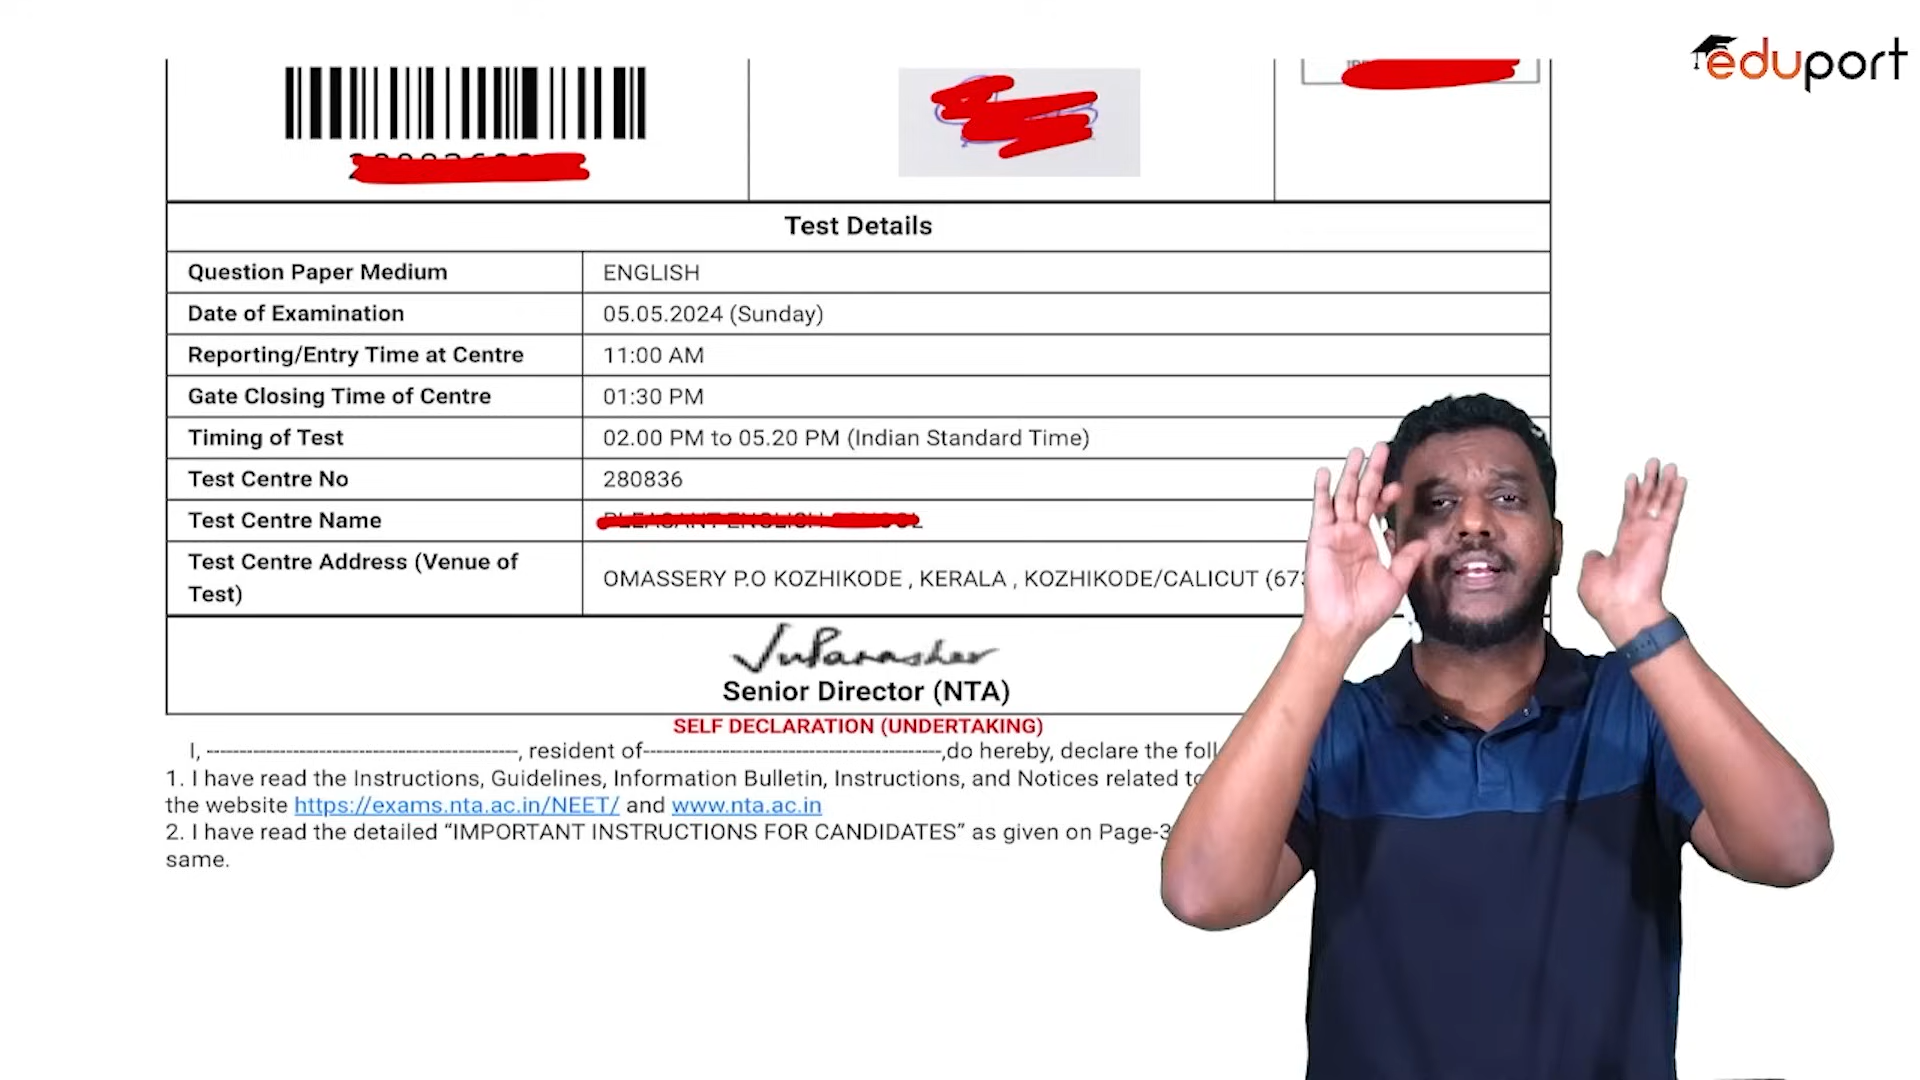 eduport
Test Details
Question Paper Medium
ENGLISH
Date of Examination
05.05.2024 (Sunday)
Reporting/Entry Time at Centre
11:00 AM
Gate Closing Time of Centre
01:30 PM
Timing of Test
02.00 PM to 05.20 PM (Indian Standard Time)
Test Centre No
280836
Test Centre Name
Test Centre Address (Venue of
Test)
OMASSERY P.O KOZHIKODE , KERALA , KOZHIKODE/CALICUT (67
Senior Director (NTA)
SELF DECLARATION (UNDERTAKING)
I, ----------------------------------------, resident of----------------------------------------,do hereby, declare the foll
1. I have read the Instructions, Guidelines, Information Bulletin, Instructions, and Notices related to
the website https://exams.nta.ac.in/NEET/ and www.nta.ac.in
2. I have read the detailed “IMPORTANT INSTRUCTIONS FOR CANDIDATES” as given on Page-3
same.